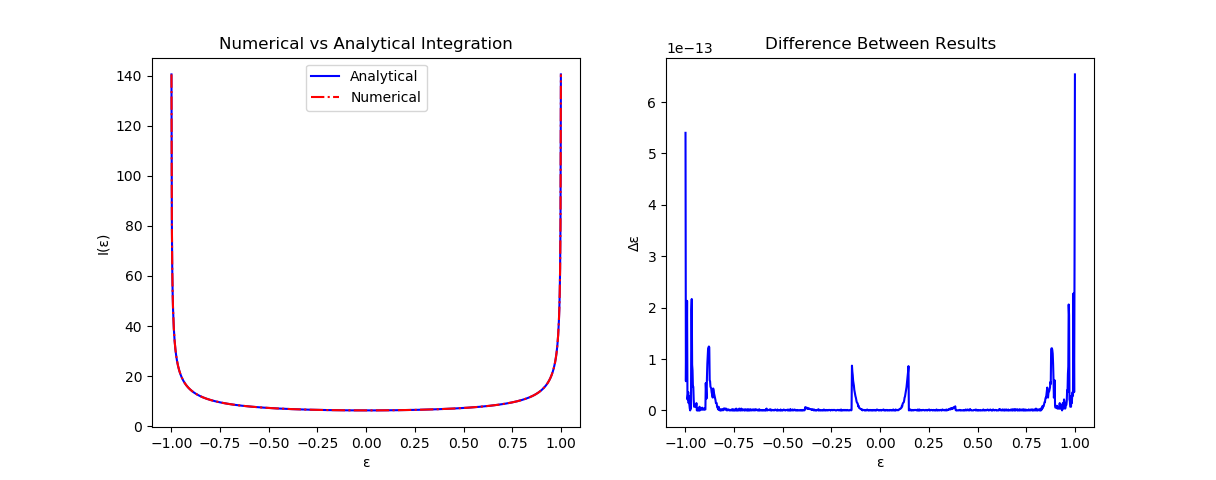 Numerical vs Analytical Integration
140
120
100
80
60
40
20
0
I(ε)
Analytical
Numerical
−1.00 −0.75 −0.50 −0.25 0.00 0.25 0.50 0.75 1.00
ε
1e−13
Difference Between Results
6
5
4
3
2
1
0
Δε
−1.00 −0.75 −0.50 −0.25 0.00 0.25 0.50 0.75 1.00
ε